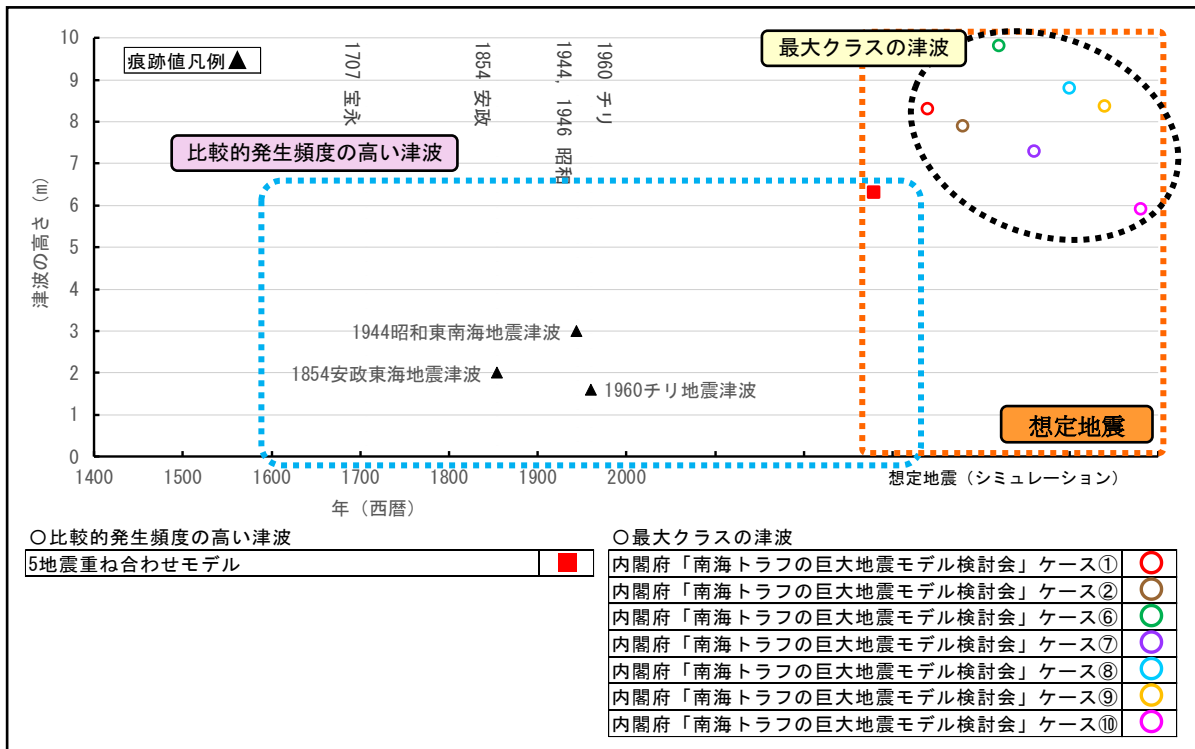 10
9
8
7
6
5
4
3
2
1
0
津波の高さ (m)
痕跡値凡例▲
1707 宝永
1854 安政
1944, 1946 昭和
1960 チリ
最大クラスの津波
比較的発生頻度の高い津波
1944昭和東南海地震津波
1854安政東海地震津波
1960チリ地震津波
想定地震
1400 1500 1600 1700 1800 1900 2000
想定地震(シミュレーション)
年(西暦)
〇比較的発生頻度の高い津波
5地震重ね合わせモデル
〇最大クラスの津波
内閣府「南海トラフの巨大地震モデル検討会」ケース①
内閣府「南海トラフの巨大地震モデル検討会」ケース②
内閣府「南海トラフの巨大地震モデル検討会」ケース⑥
内閣府「南海トラフの巨大地震モデル検討会」ケース⑦
内閣府「南海トラフの巨大地震モデル検討会」ケース⑧
内閣府「南海トラフの巨大地震モデル検討会」ケース⑨
内閣府「南海トラフの巨大地震モデル検討会」ケース⑩